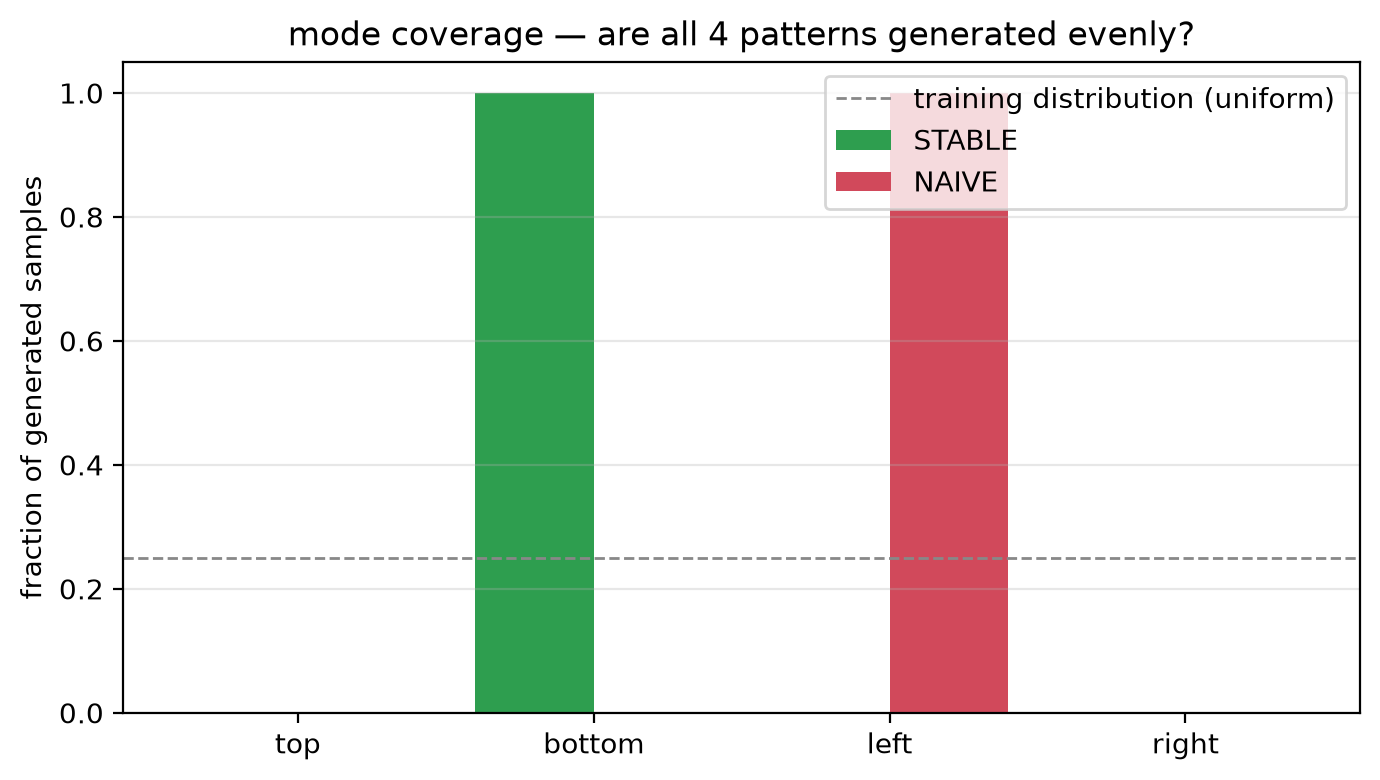 mode coverage — are all 4 patterns generated evenly?
training distribution (uniform)
STABLE
NAIVE
fraction of generated samples
1.0
0.8
0.6
0.4
0.2
0.0
top bottom left right